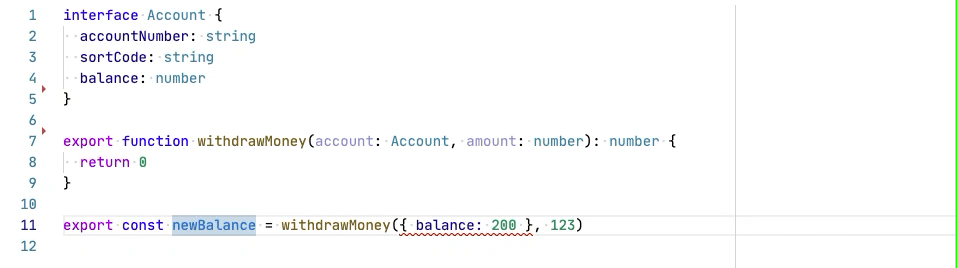 1 interface Account {
2   accountNumber: string
3   sortCode: string
4   balance: number
5 }
6
7 export function withdrawMoney(account: Account, amount: number): number {
8   return 0
9 }
10
11 export const newBalance = withdrawMoney({ balance: 200 }, 123)
12